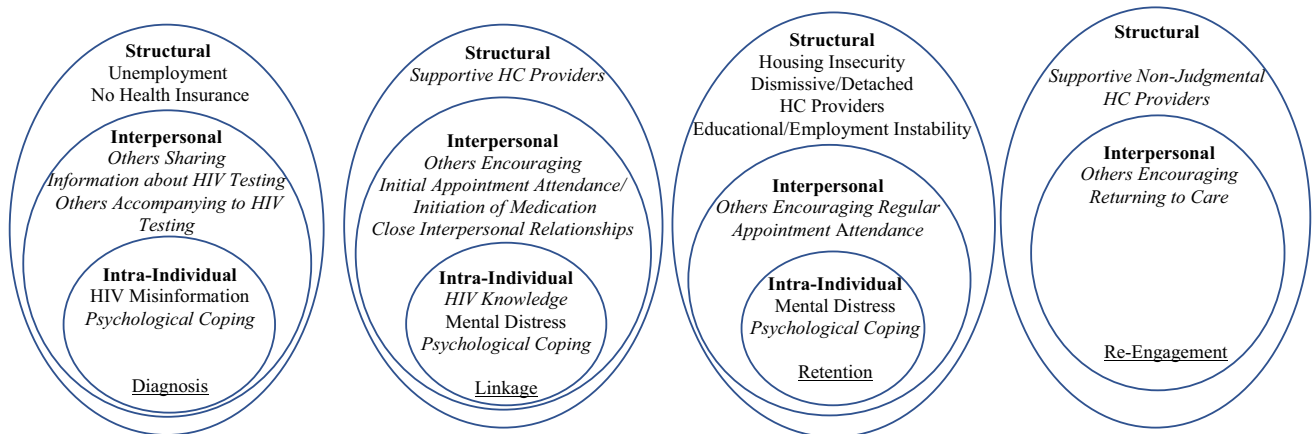 Structural
Unemployment
No Health Insurance
Interpersonal
Others Sharing
Information about HIV Testing
Others Accompanying to HIV
Testing
Intra-Individual
HIV Misinformation
Psychological Coping
Diagnosis
Structural
Supportive HC Providers
Interpersonal
Others Encouraging
Initial Appointment Attendance/
Initiation of Medication
Close Interpersonal Relationships
Intra-Individual
HIV Knowledge
Mental Distress
Psychological Coping
Linkage
Structural
Housing Insecurity
Dismissive/Detached
HC Providers
Educational/Employment Instability
Interpersonal
Others Encouraging Regular
Appointment Attendance
Intra-Individual
Mental Distress
Psychological Coping
Retention
Structural
Supportive Non-Judgmental
HC Providers
Interpersonal
Others Encouraging
Returning to Care
Re-Engagement